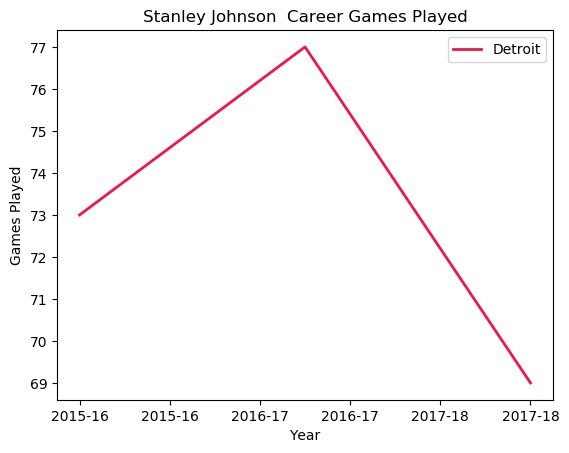 Stanley Johnson  Career Games Played
Detroit
77
76
75
74
73
72
71
70
69
Games Played
2015-16 2015-16 2016-17 2016-17 2017-18 2017-18
Year